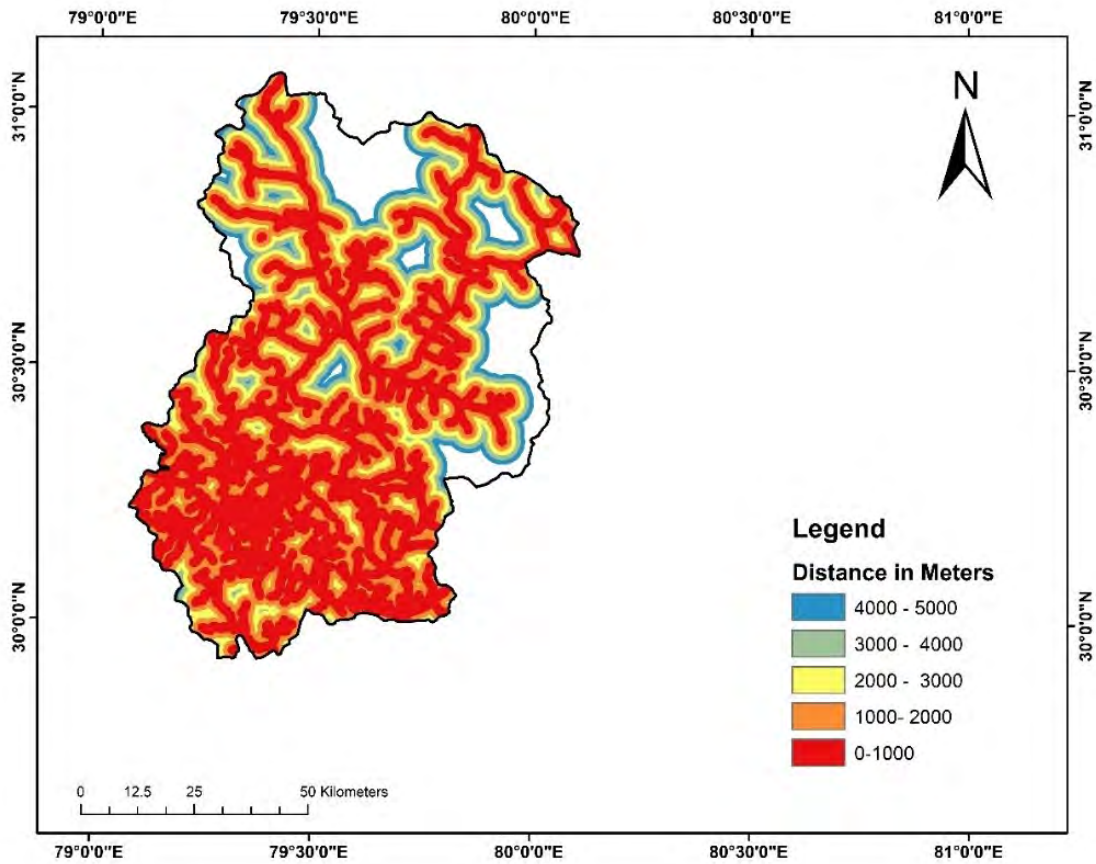 79°0'0"E 79°30'0"E 80°0'0"E 80°30'0"E 81°0'0"E
31°0'0"N
31°0'0"N
N
30°30'0"N
30°30'0"N
Legend
Distance in Meters
4000 - 5000
3000 - 4000
2000 - 3000
1000- 2000
0-1000
30°0'0"N
30°0'0"N
0 12.5 25 50 Kilometers
79°0'0"E 79°30'0"E 80°0'0"E 80°30'0"E 81°0'0"E